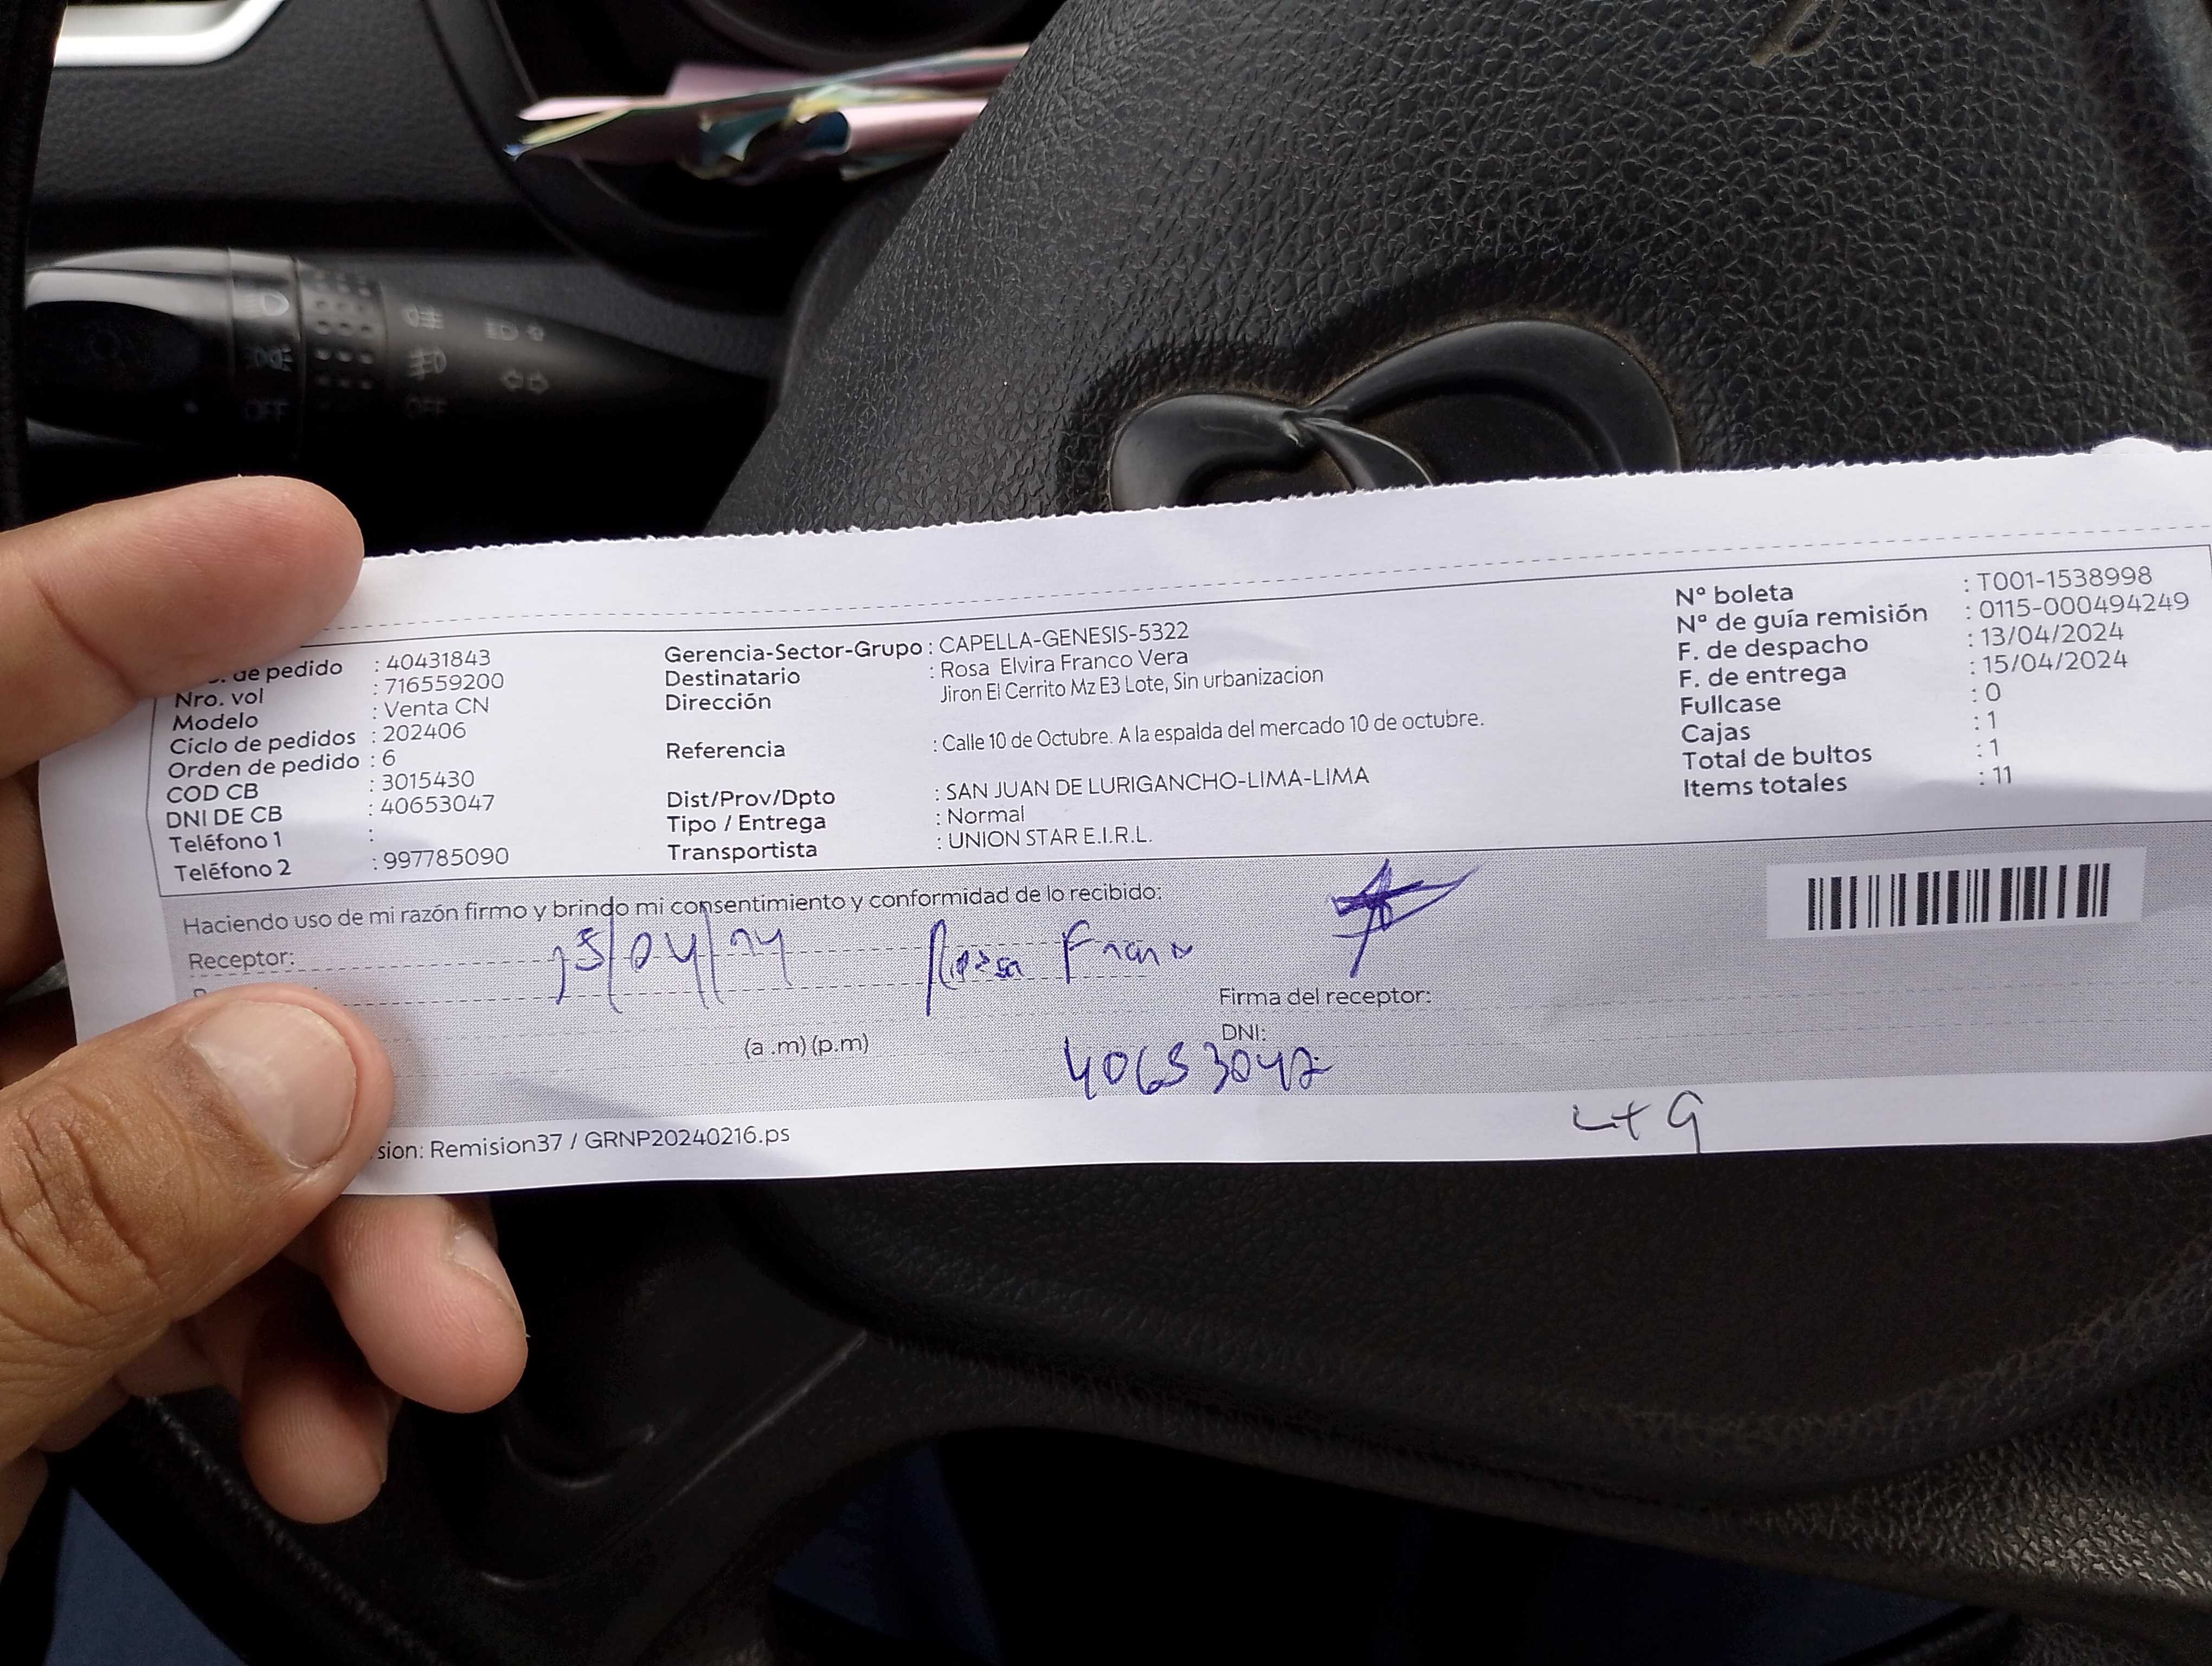 de pedido : 40431843
Nro. vol : 716559200
Modelo : Venta CN
Ciclo de pedidos : 202406
Orden de pedido : 6
COD CB : 3015430
DNI DE CB : 40653047
Teléfono 1 :
Teléfono 2 : 997785090
Gerencia-Sector-Grupo : CAPELLA-GENESIS-5322
Destinatario : Rosa Elvira Franco Vera
Dirección Jiron El Cerrito Mz E3 Lote, Sin urbanizacion
Referencia : Calle 10 de Octubre. A la espalda del mercado 10 de octubre.
Dist/Prov/Dpto : SAN JUAN DE LURIGANCHO-LIMA-LIMA
Tipo / Entrega : Normal
Transportista : UNION STAR E.I.R.L.
Nº boleta : T001-1538998
Nº de guía remisión : 0115-000494249
F. de despacho : 13/04/2024
F. de entrega : 15/04/2024
Fullcase : 0
Cajas : 1
Total de bultos : 1
Items totales : 11
Haciendo uso de mi razón firmo y brindo mi consentimiento y conformidad de lo recibido:
Receptor: 15/04/24 Rosa Franco
Firma del receptor:
(a .m) (p.m) DNI:
40653047
sion: Remision37 / GRNP20240216.ps
OFF OFF